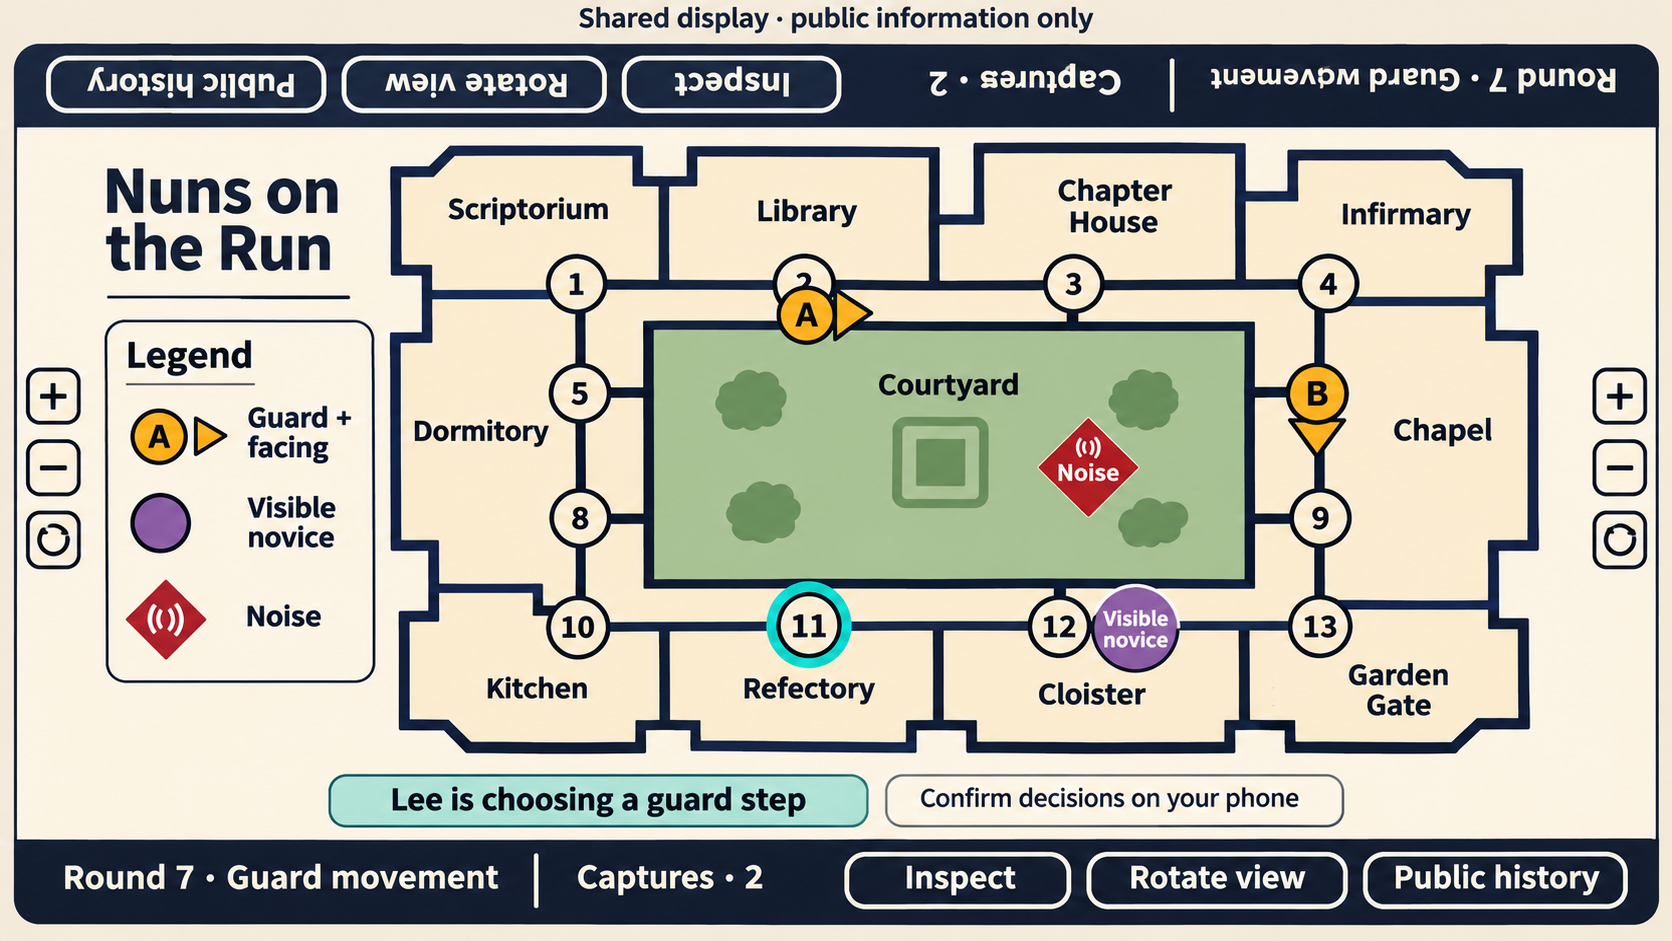 Shared display · public information only
Public history
Rotate view
Inspect
Captures · 2
Round 7 · Guard movement
Nuns on
the Run
Legend
A
Guard +
facing
Visible
novice
Noise
Scriptorium
Library
Chapter
House
Infirmary
1
2
3
4
A
Dormitory
5
Courtyard
B
Chapel
Noise
8
9
10
11
12
Visible
novice
13
Kitchen
Refectory
Cloister
Garden
Gate
Lee is choosing a guard step
Confirm decisions on your phone
Round 7 · Guard movement
Captures · 2
Inspect
Rotate view
Public history